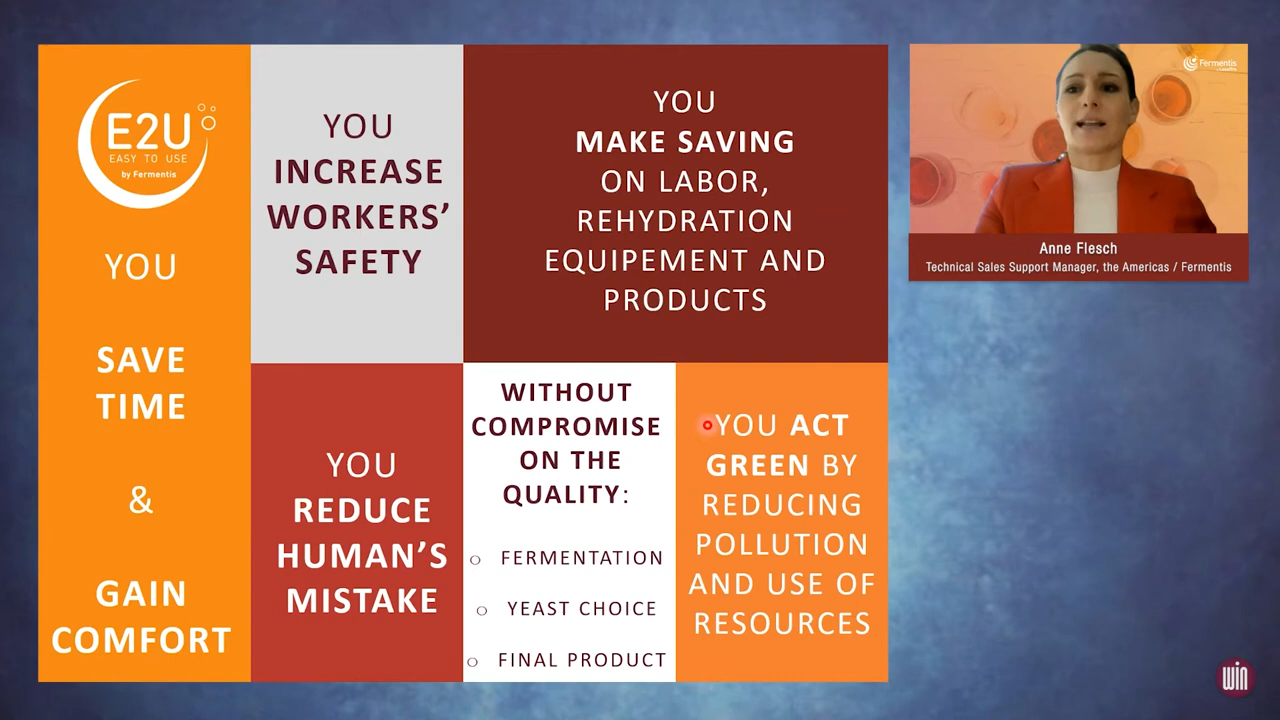 E2U
EASY TO USE
by Fermentis
YOU
SAVE
TIME
&
GAIN
COMFORT
YOU
INCREASE
WORKERS’
SAFETY
YOU
MAKE SAVING
ON LABOR,
REHYDRATION
EQUIPEMENT AND
PRODUCTS
YOU
REDUCE
HUMAN’S
MISTAKE
WITHOUT
COMPROMISE
ON THE
QUALITY:
o FERMENTATION
o YEAST CHOICE
o FINAL PRODUCT
YOU ACT
GREEN BY
REDUCING
POLLUTION
AND USE OF
RESOURCES
Fermentis
Anne Flesch
Technical Sales Support Manager, the Americas / Fermentis
win